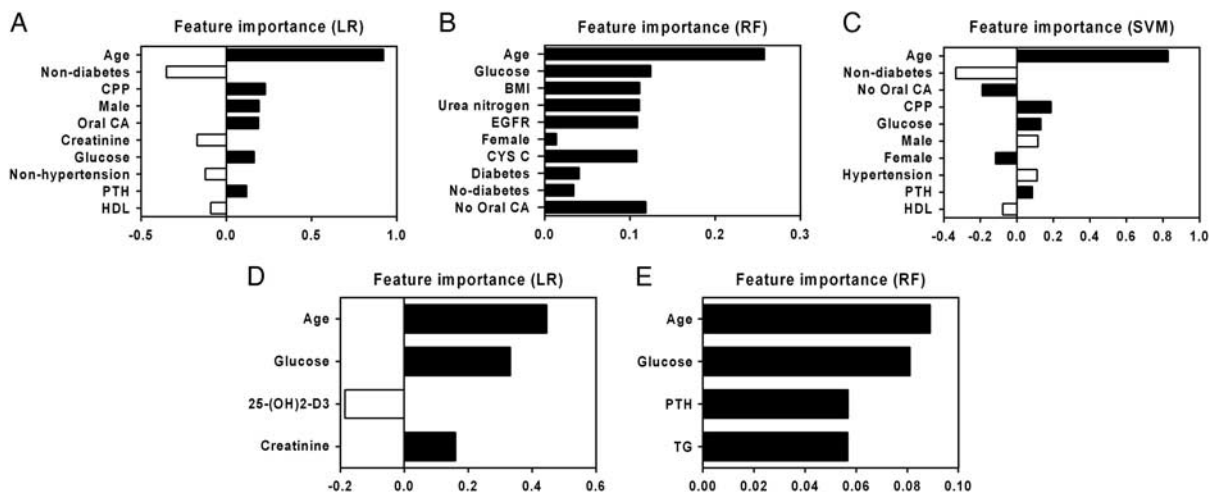 A
Feature importance (LR)
Age
Non-diabetes
CPP
Male
Oral CA
Creatinine
Glucose
Non-hypertension
PTH
HDL
-0.5 0.0 0.5 1.0
B
Feature importance (RF)
Age
Glucose
BMI
Urea nitrogen
EGFR
Female
CYS C
Diabetes
No-diabetes
No Oral CA
0.0 0.1 0.2 0.3
C
Feature importance (SVM)
Age
Non-diabetes
No Oral CA
CPP
Glucose
Male
Female
Hypertension
PTH
HDL
-0.4 -0.2 0.0 0.2 0.4 0.6 0.8 1.0
D
Feature importance (LR)
Age
Glucose
25-(OH)2-D3
Creatinine
-0.2 0.0 0.2 0.4 0.6
E
Feature importance (RF)
Age
Glucose
PTH
TG
0.00 0.02 0.04 0.06 0.08 0.10